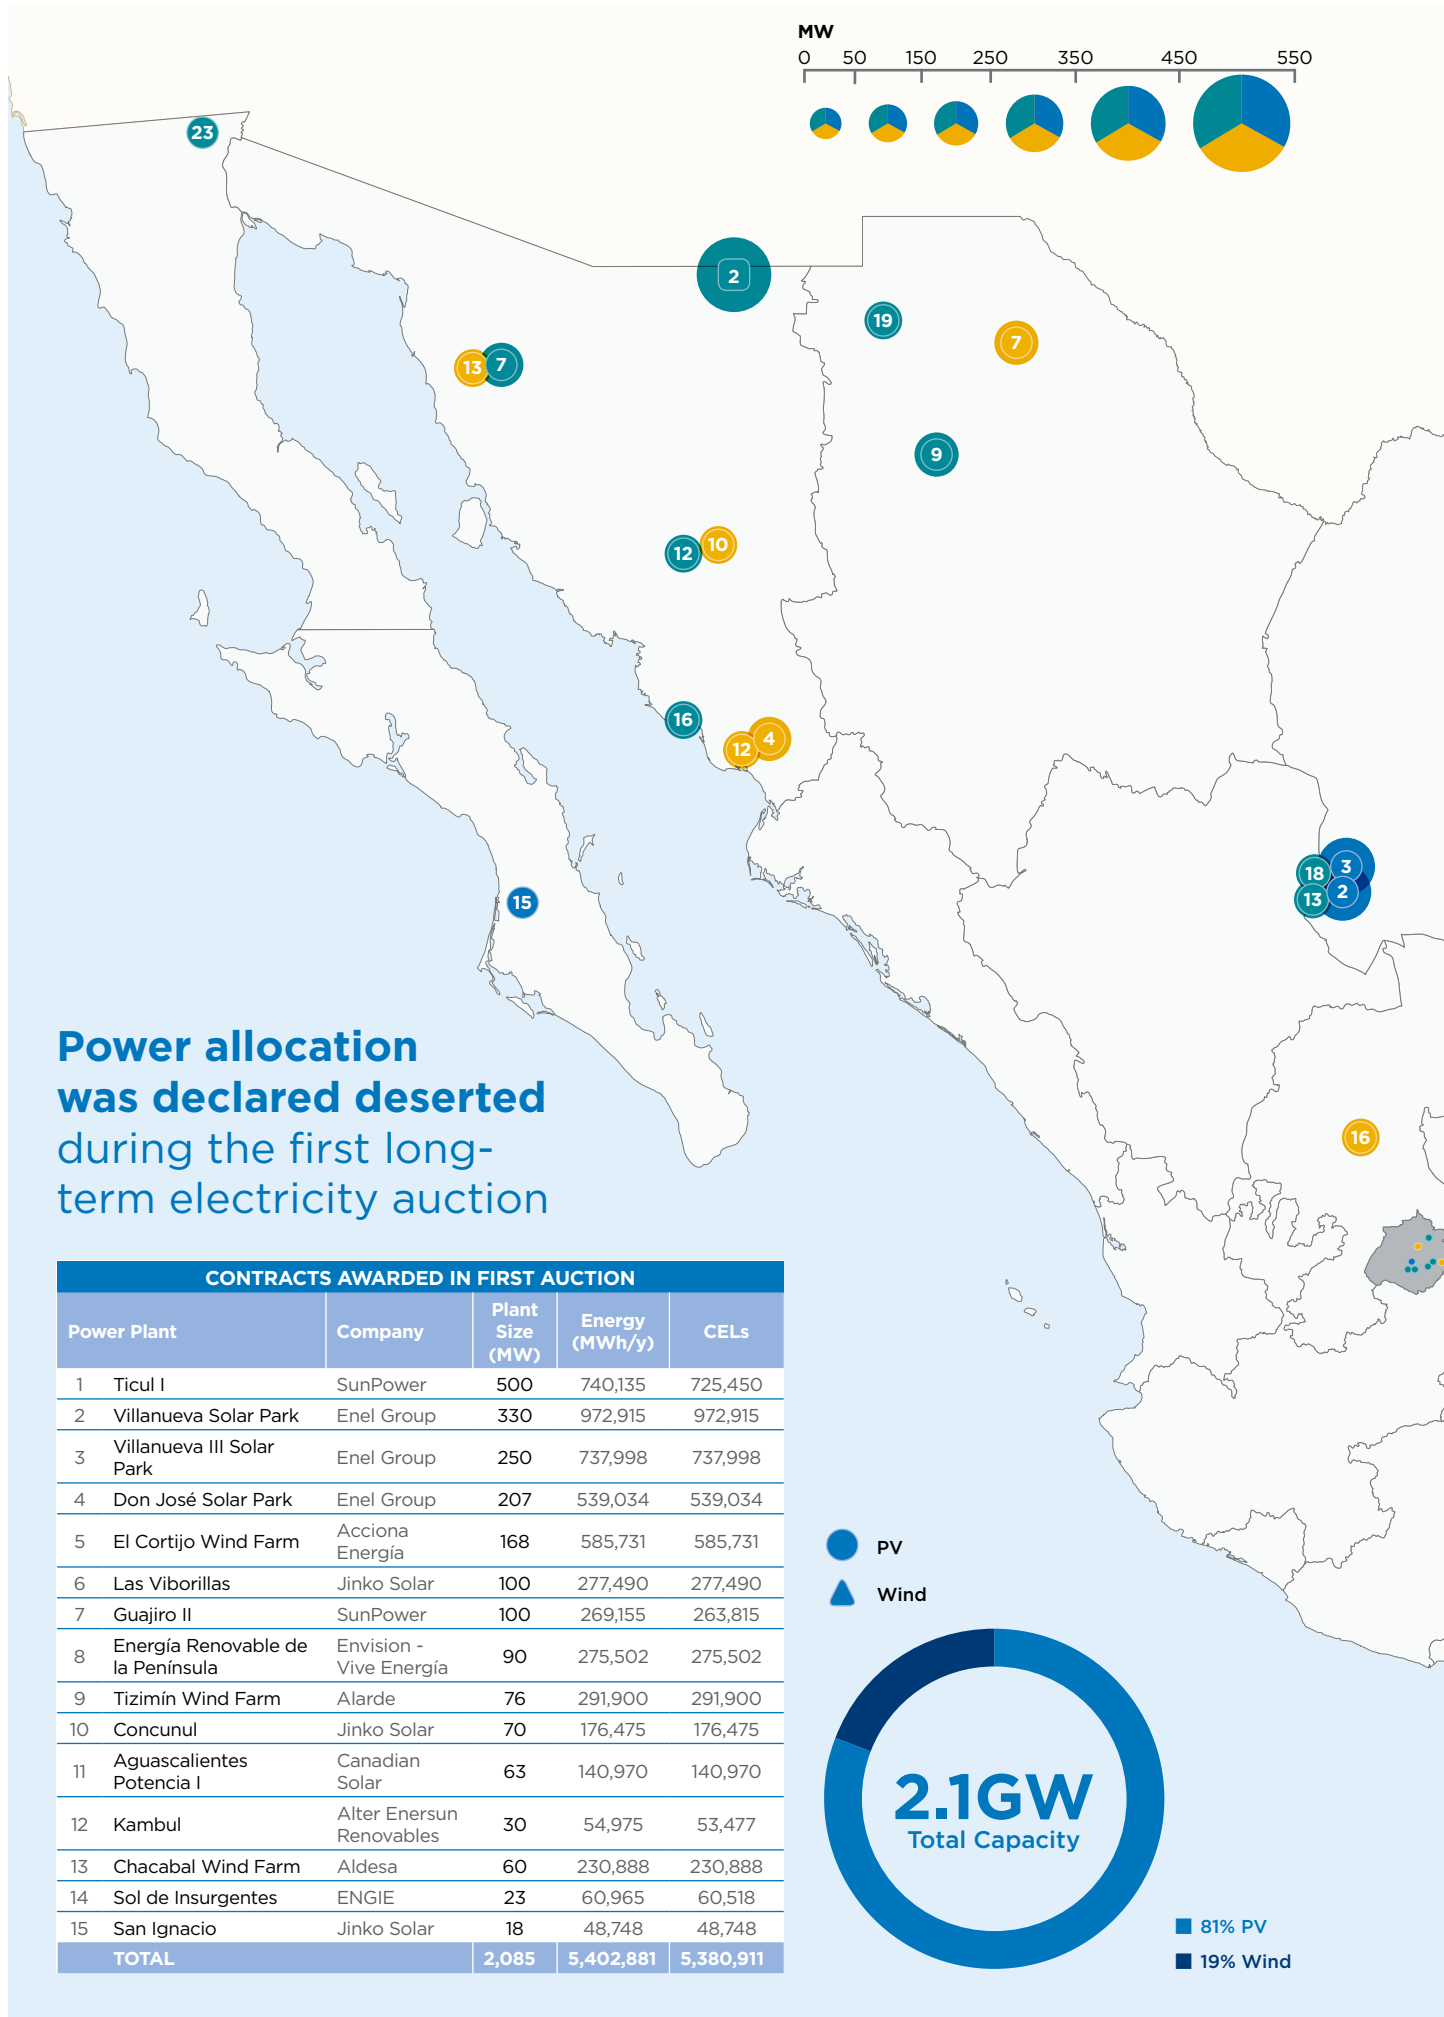 MW
0 50 150 250 350 450 550
23
2
19
7
13 7
9
12 10
16
12 4
18 3
13 2
15
16
Power allocation
was declared deserted
during the first long-
term electricity auction
CONTRACTS AWARDED IN FIRST AUCTION
Power Plant Company Plant Size (MW) Energy (MWh/y) CELs
1 Ticul I SunPower 500 740,135 725,450
2 Villanueva Solar Park Enel Group 330 972,915 972,915
3 Villanueva III Solar Park Enel Group 250 737,998 737,998
4 Don José Solar Park Enel Group 207 539,034 539,034
5 El Cortijo Wind Farm Acciona Energía 168 585,731 585,731
6 Las Viborillas Jinko Solar 100 277,490 277,490
7 Guajiro II SunPower 100 269,155 263,815
8 Energía Renovable de la Península Envision - Vive Energía 90 275,502 275,502
9 Tizimín Wind Farm Alarde 76 291,900 291,900
10 Concunul Jinko Solar 70 176,475 176,475
11 Aguascalientes Potencia I Canadian Solar 63 140,970 140,970
12 Kambul Alter Enersun Renovables 30 54,975 53,477
13 Chacabal Wind Farm Aldesa 60 230,888 230,888
14 Sol de Insurgentes ENGIE 23 60,965 60,518
15 San Ignacio Jinko Solar 18 48,748 48,748
TOTAL 2,085 5,402,881 5,380,911
PV
Wind
2.1GW
Total Capacity
81% PV
19% Wind